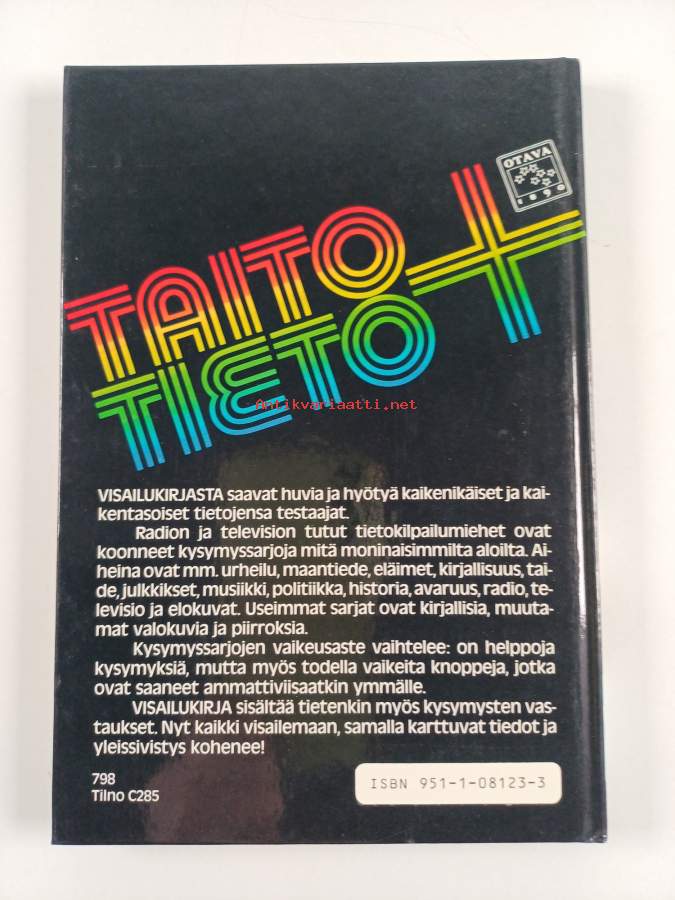 OTAVA
1890
TAITO
TIETO
+
Antikvariaatti.net
VISAILUKIRJASTA saavat huvia ja hyötyä kaikenikäiset ja kai-
kentasoiset tietojensa testaajat.
Radion ja television tutut tietokilpailumiehet ovat
koonneet kysymyssarjoja mitä moninaisimmilta aloilta. Ai-
heina ovat mm. urheilu, maantiede, eläimet, kirjallisuus, tai-
de, julkkikset, musiikki, politiikka, historia, avaruus, radio, te-
levisio ja elokuvat. Useimmat sarjat ovat kirjallisia, muuta-
mat valokuvia ja piirroksia.
Kysymyssarjojen vaikeusaste vaihtelee: on helppoja
kysymyksiä, mutta myös todella vaikeita knoppeja, jotka
ovat saaneet ammattiviisaatkin ymmälle.
VISAILUKIRJA sisältää tietenkin myös kysymysten vas-
taukset. Nyt kaikki visailemaan, samalla karttuvat tiedot ja
yleissivistys kohenee!
798
Tilno C285
ISBN 951-1-08123-3